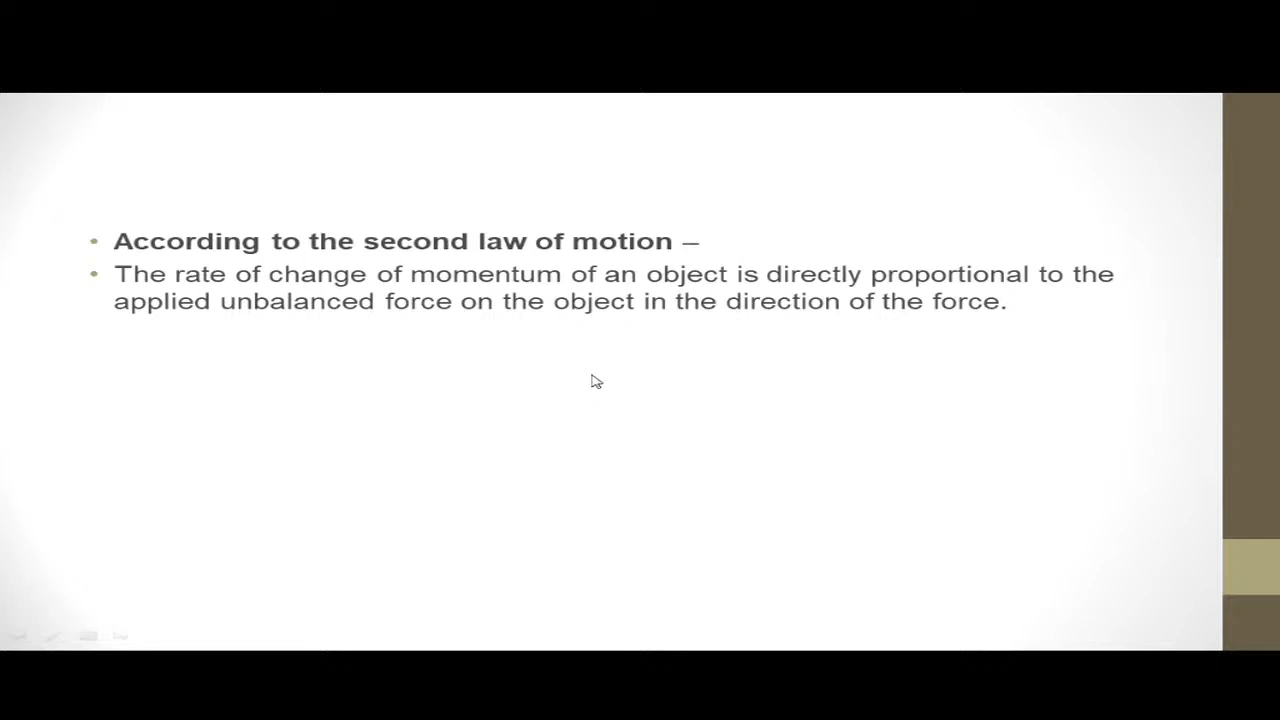 • According to the second law of motion –
• The rate of change of momentum of an object is directly proportional to the
applied unbalanced force on the object in the direction of the force.